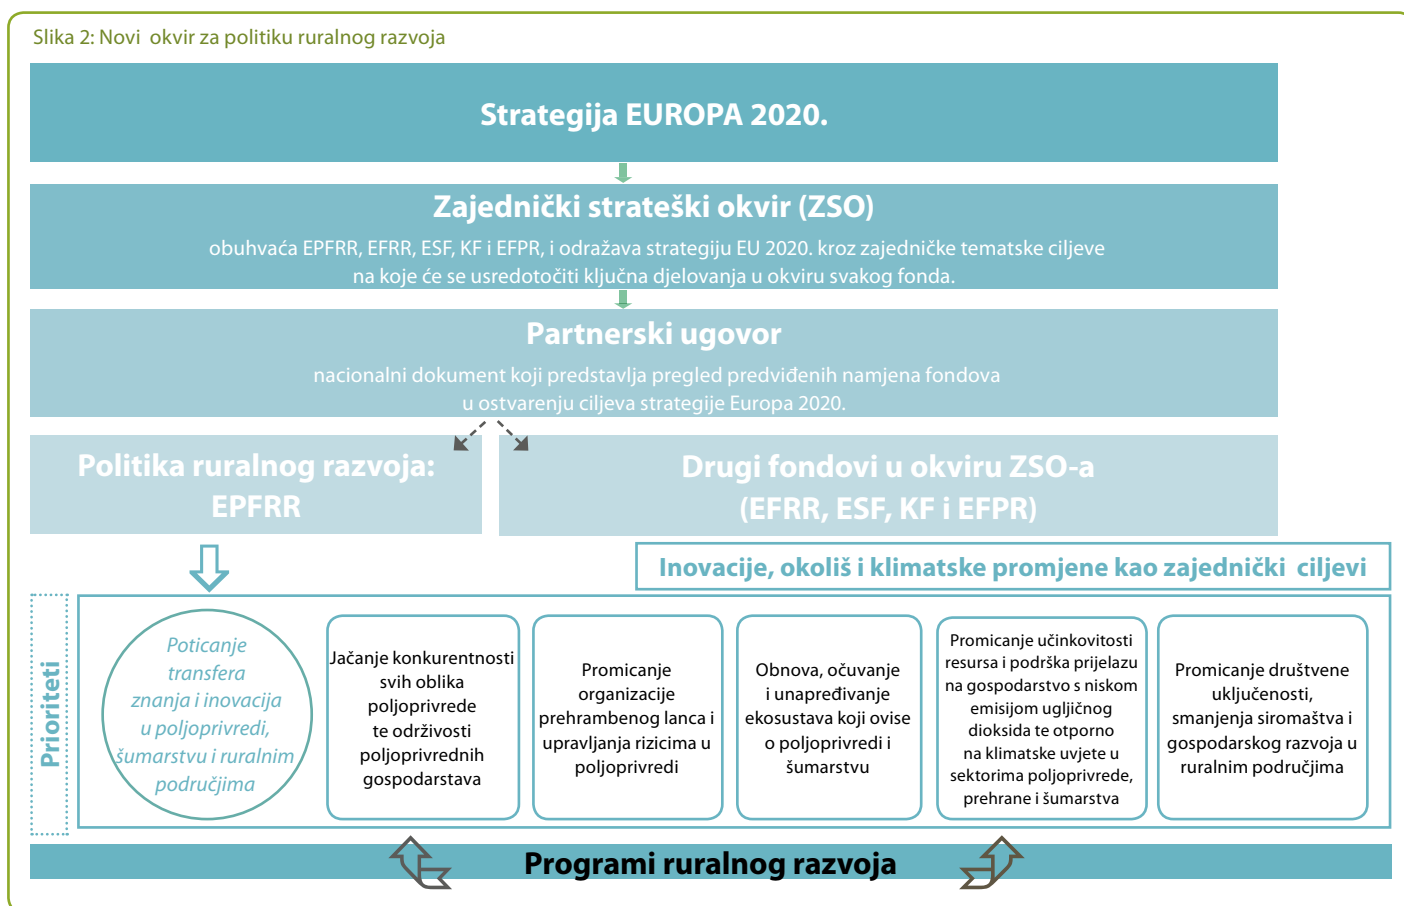 Slika 2: Novi okvir za politiku ruralnog razvoja
Strategija EUROPA 2020.
Zajednički strateški okvir (ZSO)
obuhvaća EPFRR, EFRR, ESF, KF i EFPR, i odražava strategiju EU 2020. kroz zajedničke tematske ciljeve
na koje će se usredotočiti ključna djelovanja u okviru svakog fonda.
Partnerski ugovor
nacionalni dokument koji predstavlja pregled predviđenih namjena fondova
u ostvarenju ciljeva strategije Europa 2020.
Politika ruralnog razvoja:
EPFRR
Drugi fondovi u okviru ZSO-a
(EFRR, ESF, KF i EFPR)
Inovacije, okoliš i klimatske promjene kao zajednički ciljevi
Prioriteti
Poticanje
transfera
znanja i inovacija
u poljoprivredi,
šumarstvu i ruralnim
područjima
Jačanje konkurentnosti
svih oblika
poljoprivrede
te održivosti
poljoprivrednih
gospodarstava
Promicanje
organizacije
prehrambenog lanca i
upravljanja rizicima u
poljoprivredi
Obnova, očuvanje
i unapređivanje
ekosustava koji ovise
o poljoprivredi i
šumarstvu
Promicanje učinkovitosti
resursa i podrška prijelazu
na gospodarstvo s niskom
emisijom ugljičnog
dioksida te otporno
na klimatske uvjete u
sektorima poljoprivrede,
prehrane i šumarstva
Promicanje društvene
uključenosti,
smanjenja siromaštva i
gospodarskog razvoja u
ruralnim područjima
Programi ruralnog razvoja